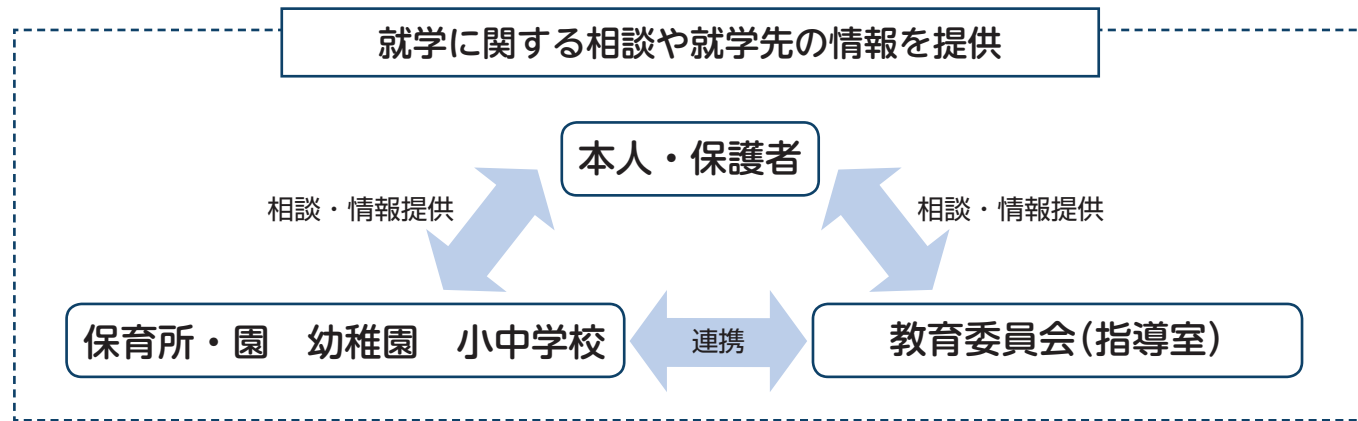 就学に関する相談や就学先の情報を提供
本人・保護者
相談・情報提供
相談・情報提供
保育所・園　幼稚園　小中学校
連携
教育委員会(指導室)